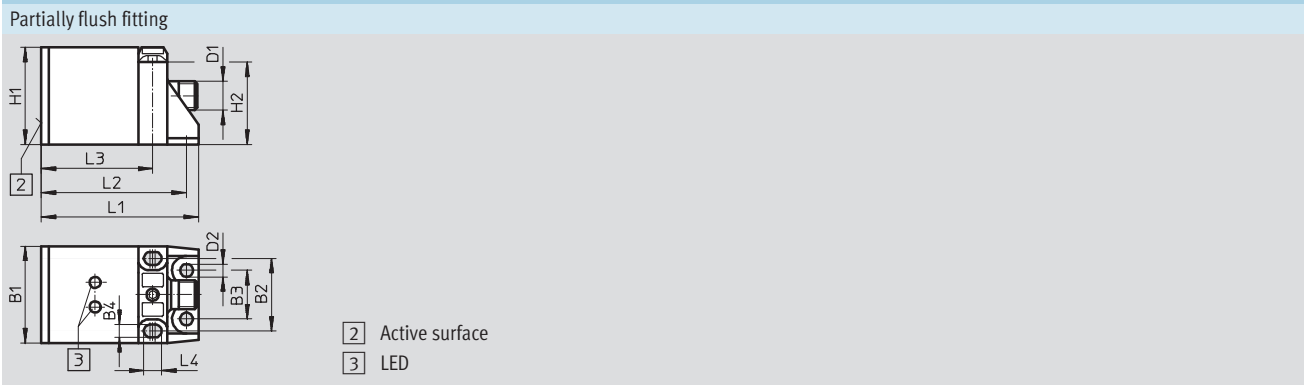 Partially flush fitting
D1
H1
H2
L3
2
L2
L1
D2
B1
B4
B3
B2
3
L4
2 Active surface
3 LED